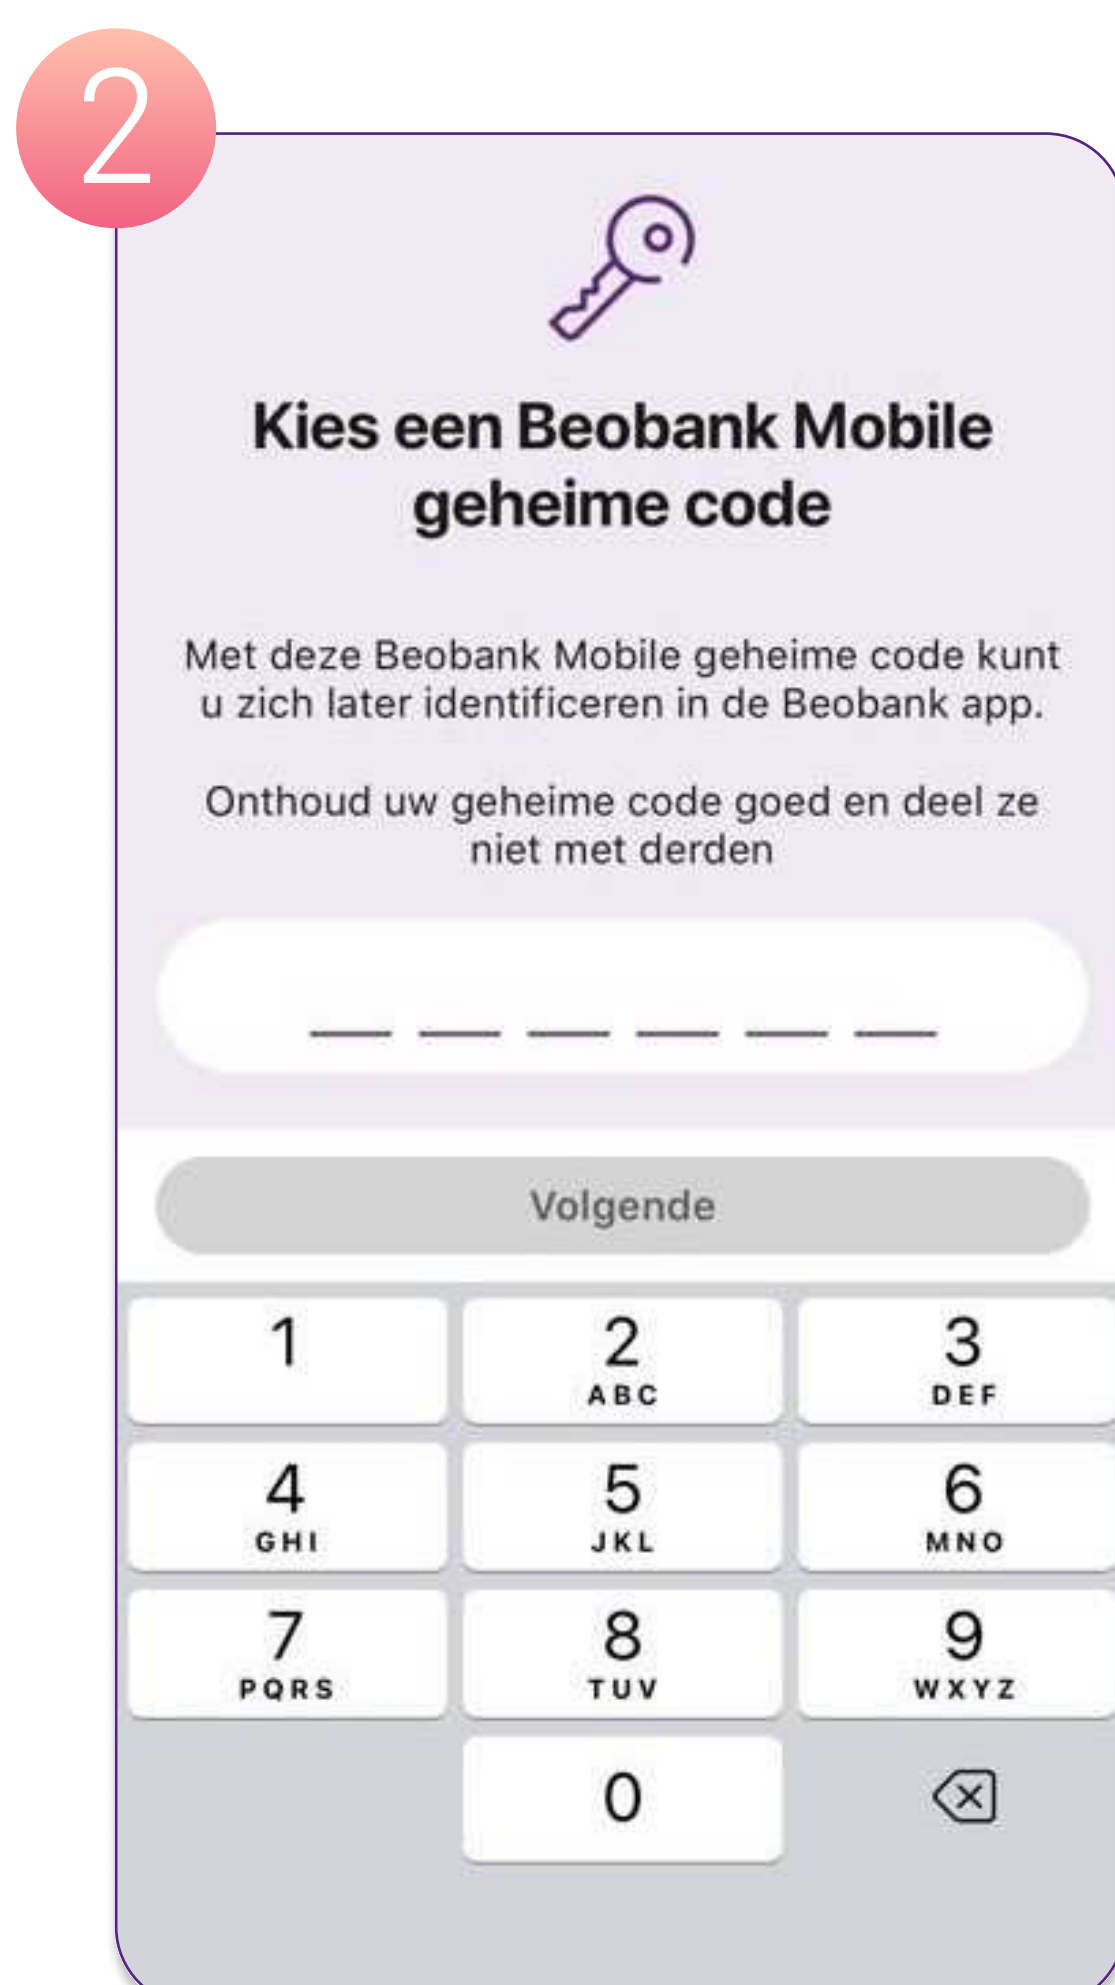 2
Kies een Beobank Mobile
geheime code
Met deze Beobank Mobile geheime code kunt
u zich later identificeren in de Beobank app.
Onthoud uw geheime code goed en deel ze
niet met derden
Volgende
1 2 3
ABC DEF
4 5 6
GHI JKL MNO
7 8 9
PQRS TUV WXYZ
0